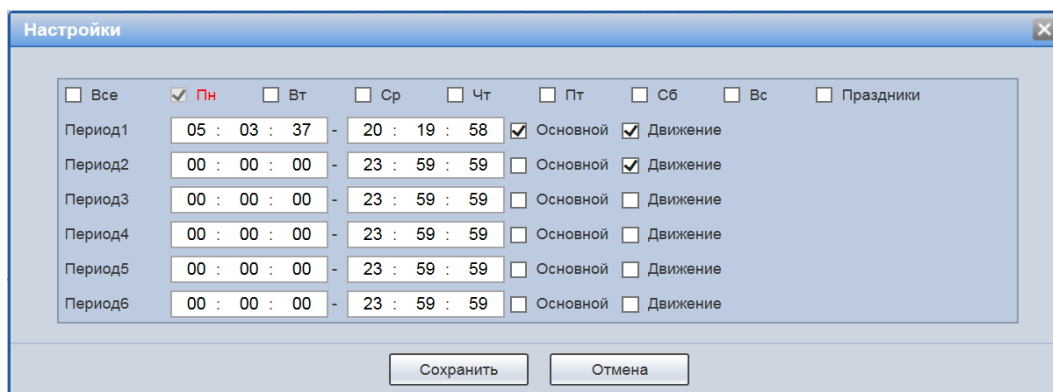 Настройки
Все Пн Вт Ср Чт Пт Сб Вс Праздники
Период1 05 : 03 : 37 - 20 : 19 : 58 Основной Движение
Период2 00 : 00 : 00 - 23 : 59 : 59 Основной Движение
Период3 00 : 00 : 00 - 23 : 59 : 59 Основной Движение
Период4 00 : 00 : 00 - 23 : 59 : 59 Основной Движение
Период5 00 : 00 : 00 - 23 : 59 : 59 Основной Движение
Период6 00 : 00 : 00 - 23 : 59 : 59 Основной Движение
Сохранить Отмена